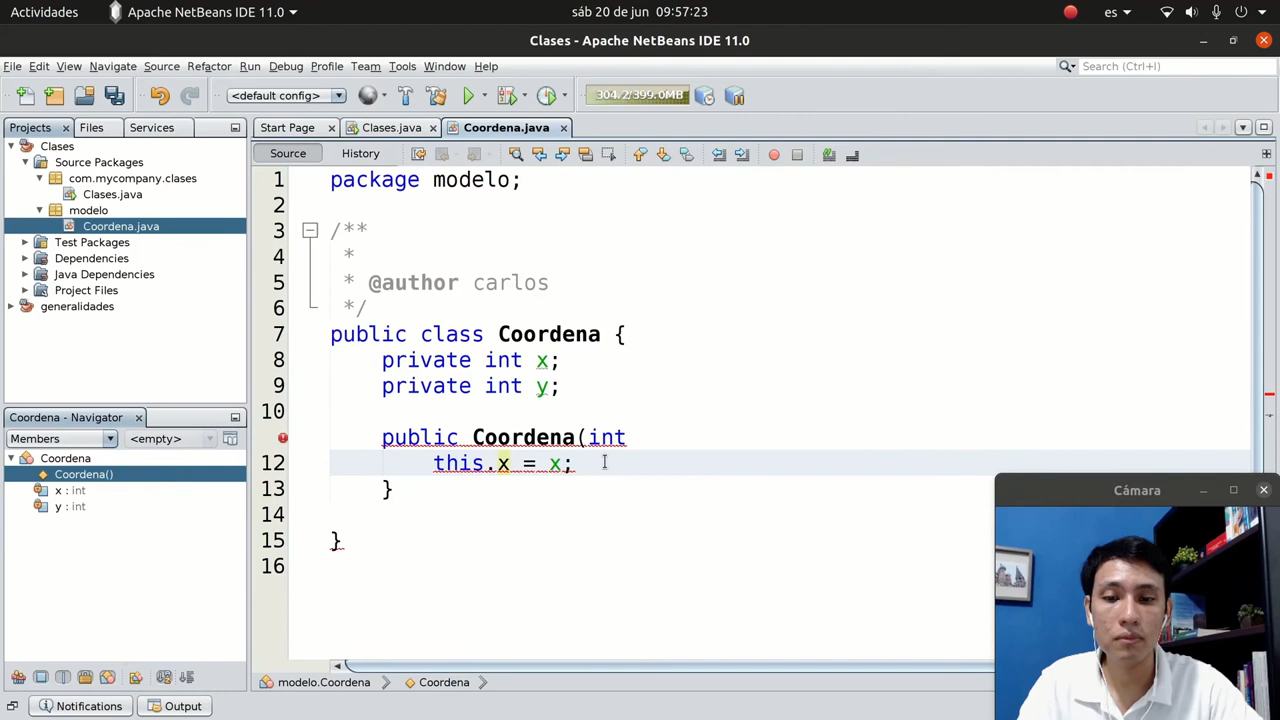 Actividades
Apache NetBeans IDE 11.0
sáb 20 de jun 09:57:23
es
Clases - Apache NetBeans IDE 11.0
File Edit View Navigate Source Refactor Run Debug Profile Team Tools Window Help
Search (Ctrl+I)
<default config>
304.2/399.0MB
Projects
Files
Services
Start Page
Clases.java
Coordena.java
Source
History
Clases
Source Packages
com.mycompany.clases
Clases.java
modelo
Coordena.java
Test Packages
Dependencies
Java Dependencies
Project Files
generalidades
Coordena - Navigator
Members
<empty>
Coordena
Coordena()
x : int
y : int
1 package modelo;
2
3 /**
4 *
5 * @author carlos
6 */
7 public class Coordena {
8 private int x;
9 private int y;
10
public Coordena(int
12 this.x = x;
13 }
14
15 }
16
modelo.Coordena
Coordena
Notifications
Output
Cámara